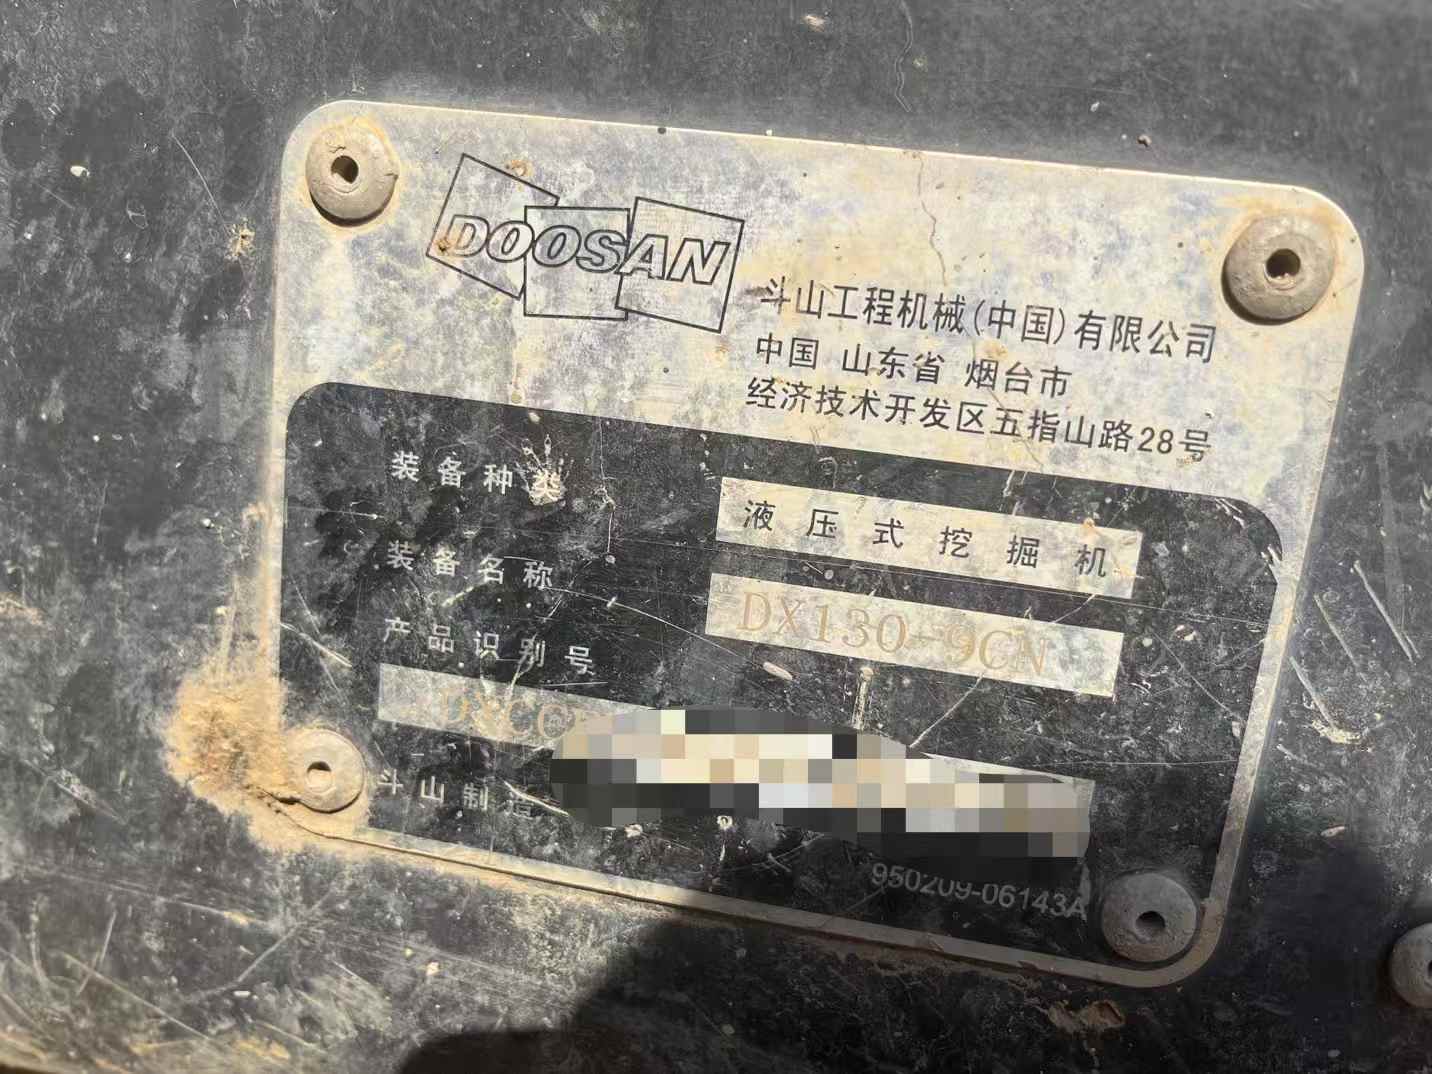 DOOSAN
斗山工程机械(中国)有限公司
中国 山东省 烟台市
经济技术开发区五指山路28号
装备种类 液压式挖掘机
装备名称 DX130-9CN
产品识别号
DXCC
斗山制造
950209-06143A